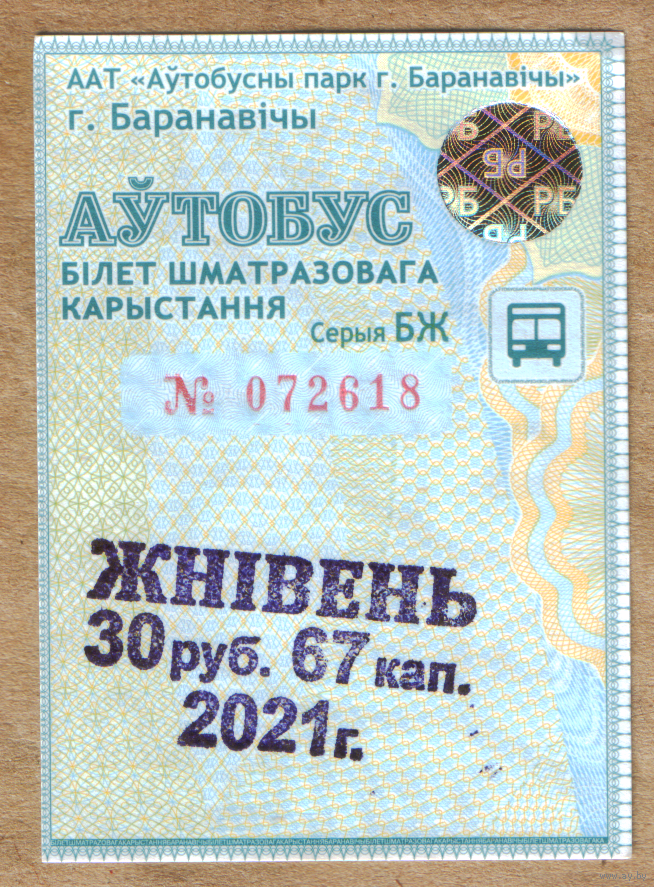 ААТ «Аўтобусны парк г. Баранавічы»
г. Баранавічы
РБ
АЎТОБУС
БІЛЕТ ШМАТРАЗОВАГА
КАРЫСТАННЯ
Серыя БЖ
№ 072618
ЖНІВЕНЬ
30 руб. 67 кап.
2021г.